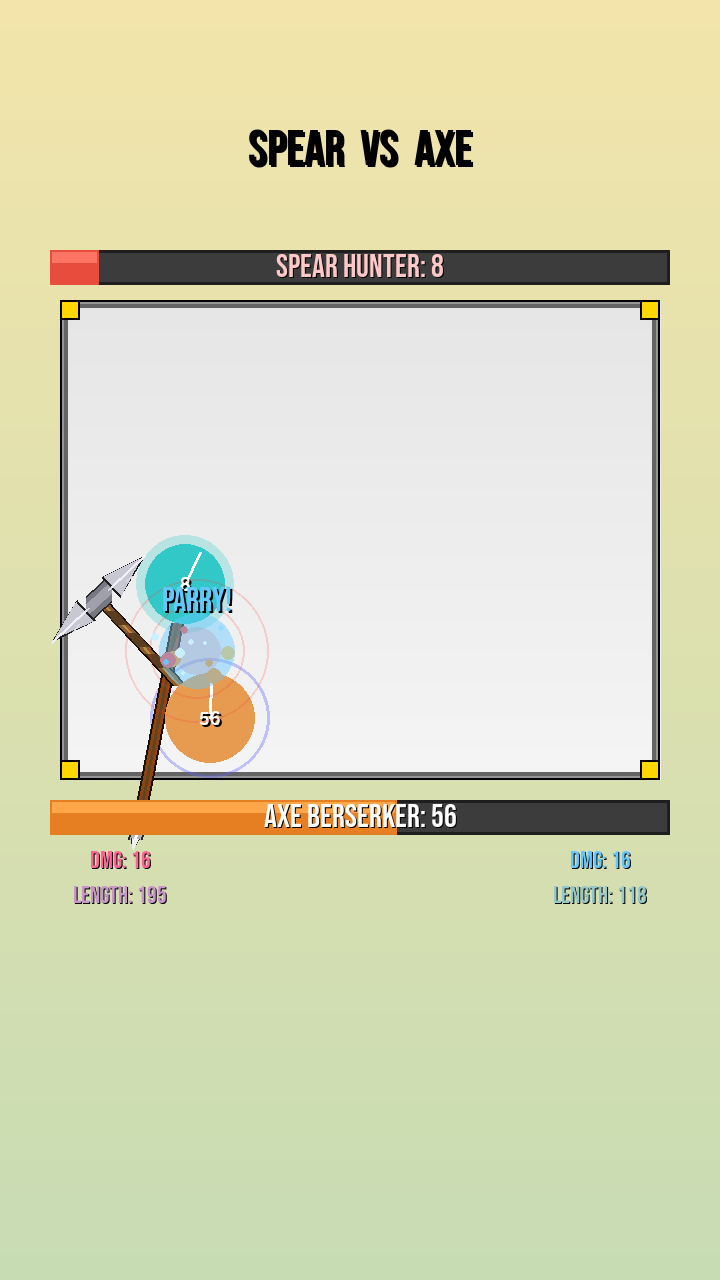 SPEAR VS AXE
SPEAR HUNTER: 8
8
PARRY!
56
AXE BERSERKER: 56
DMG: 16
DMG: 16
LENGTH: 195
LENGTH: 118